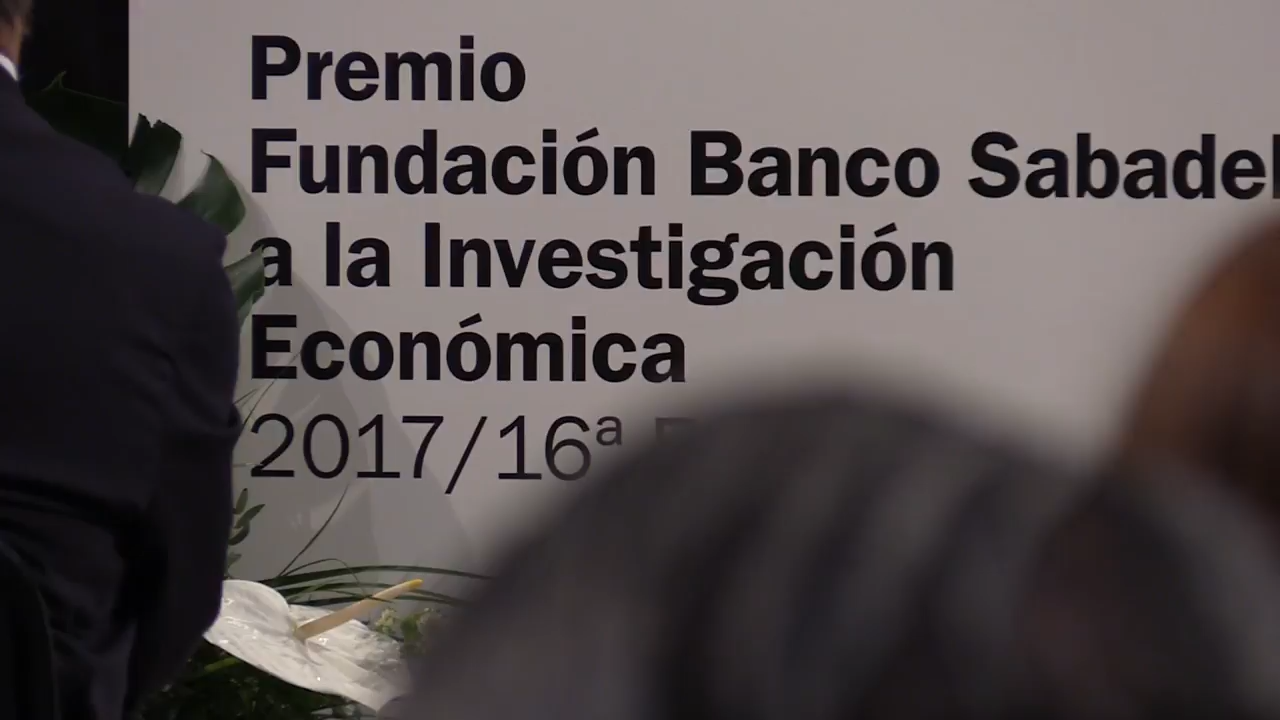 Premio
Fundación Banco Sabadel
a la Investigación
Económica
2017/16ª